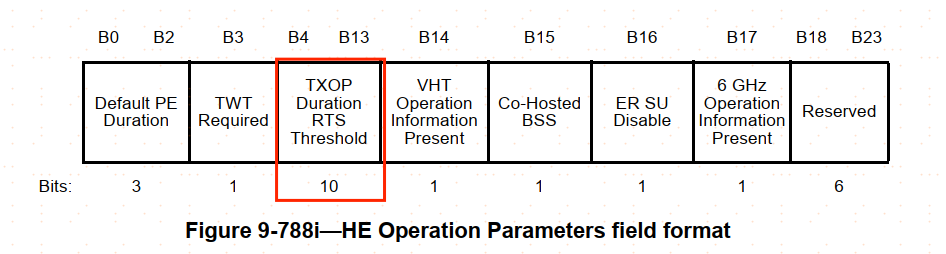 B0 B2 B3 B4 B13 B14 B15 B16 B17 B18 B23
Default PE
Duration
TWT
Required
TXOP
Duration
RTS
Threshold
VHT
Operation
Information
Present
Co-Hosted
BSS
ER SU
Disable
6 GHz
Operation
Information
Present
Reserved
Bits: 3 1 10 1 1 1 1 6
Figure 9-788i—HE Operation Parameters field format